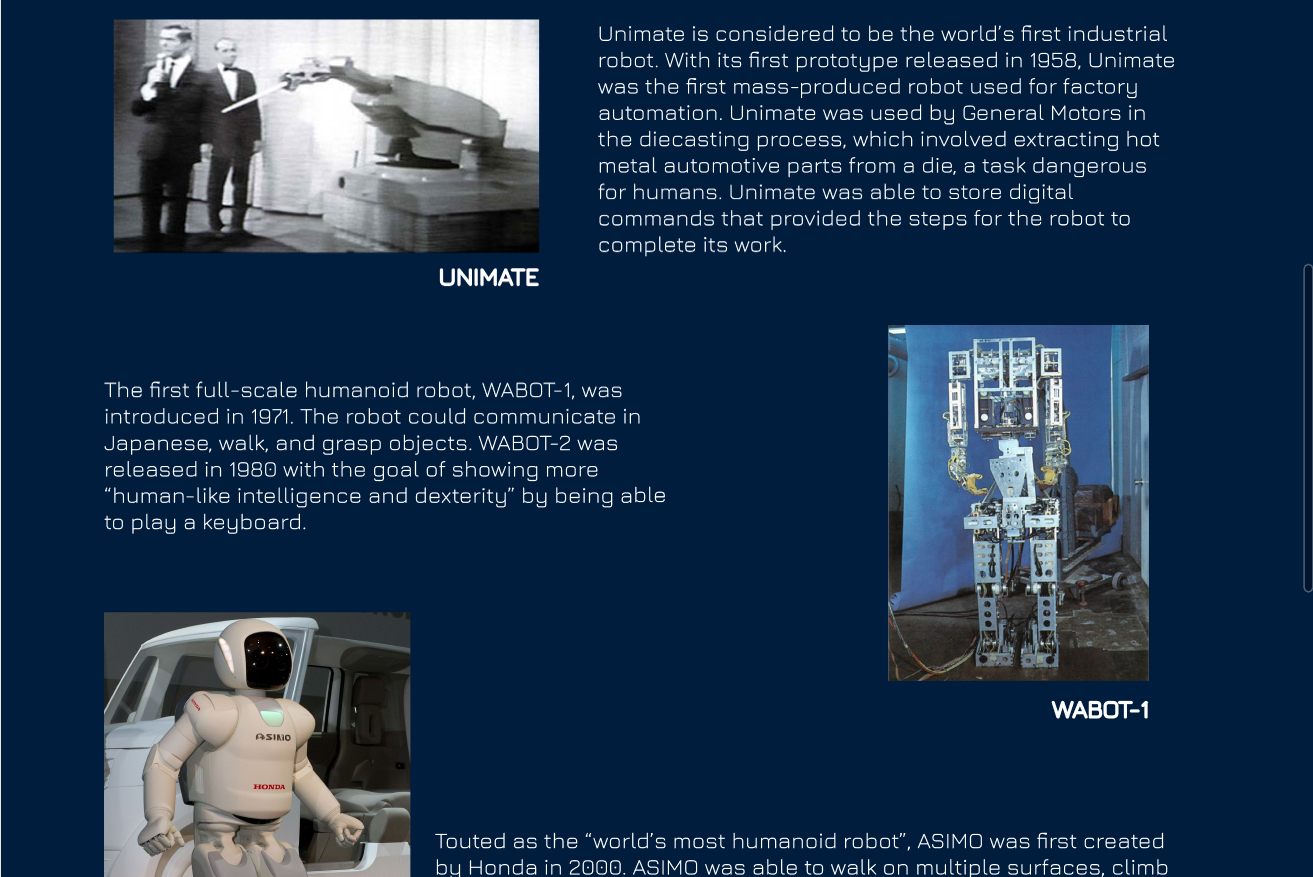 Unimate is considered to be the world's first industrial
robot. With its first prototype released in 1958, Unimate
was the first mass-produced robot used for factory
automation. Unimate was used by General Motors in
the diecasting process, which involved extracting hot
metal automotive parts from a die, a task dangerous
for humans. Unimate was able to store digital
commands that provided the steps for the robot to
complete its work.
UNIMATE
The first full-scale humanoid robot, WABOT-1, was
introduced in 1971. The robot could communicate in
Japanese, walk, and grasp objects. WABOT-2 was
released in 1980 with the goal of showing more
“human-like intelligence and dexterity” by being able
to play a keyboard.
WABOT-1
HONDA
ASIMO
HONDA
Touted as the “world's most humanoid robot”, ASIMO was first created
by Honda in 2000. ASIMO was able to walk on multiple surfaces, climb